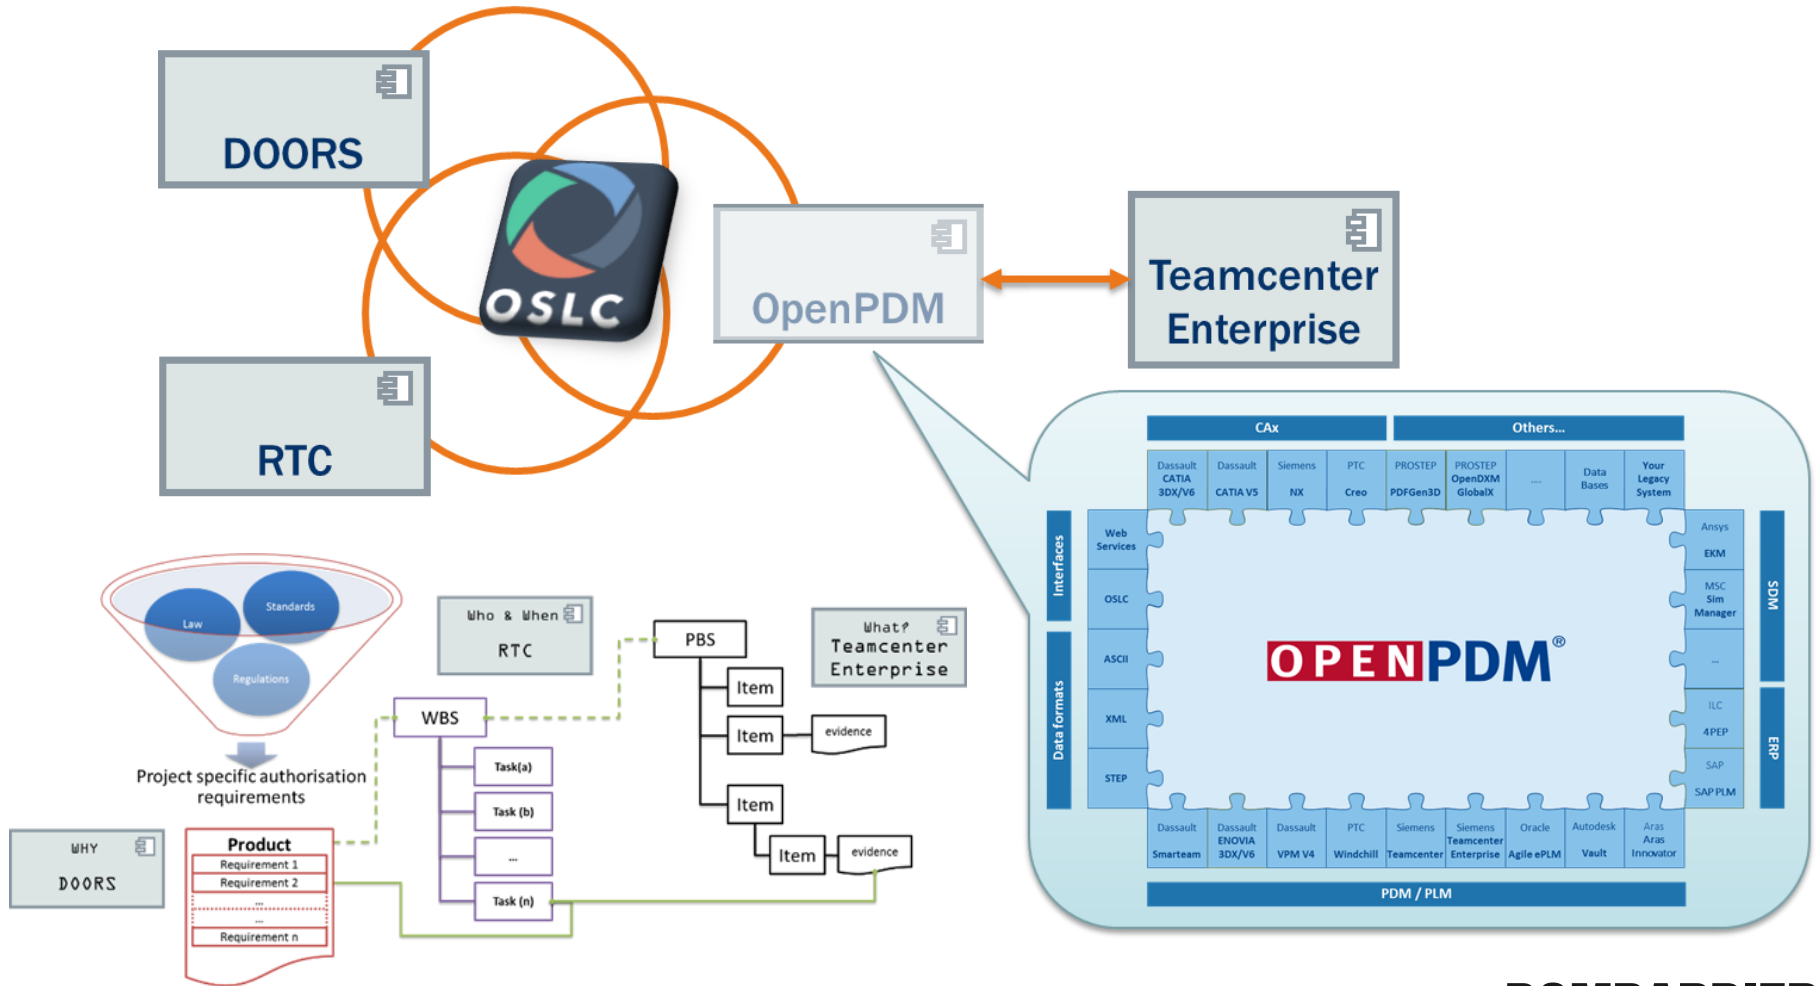 DOORS
OSLC
RTC
OpenPDM
Teamcenter
Enterprise
CAx
Others...
Dassault
CATIA
3DX/V6
Dassault
CATIA V5
Siemens
NX
PTC
Creo
PROSTEP
PDFGen3D
PROSTEP
OpenDXM
GlobalX
....
Data
Bases
Your
Legacy
System
Interfaces
Data formats
Web
Services
OSLC
ASCII
XML
STEP
OPENPDM®
Ansys
EKM
MSC
Sim
Manager
...
ILC
4PEP
SAP
SAP PLM
SDM
ERP
Dassault
Smarteam
Dassault
ENOVIA
3DX/V6
Dassault
VPM V4
PTC
Windchill
Siemens
Teamcenter
Siemens
Teamcenter
Enterprise
Oracle
Agile ePLM
Autodesk
Vault
Aras
Aras
Innovator
PDM / PLM
Law
Standards
Regulations
Project specific authorisation
requirements
WHY
DOORS
Product
Requirement 1
Requirement 2
...
...
Requirement n
Who & When
RTC
WBS
Task(a)
Task (b)
...
Task (n)
PBS
Item
Item
evidence
Item
Item
evidence
What?
Teamcenter
Enterprise